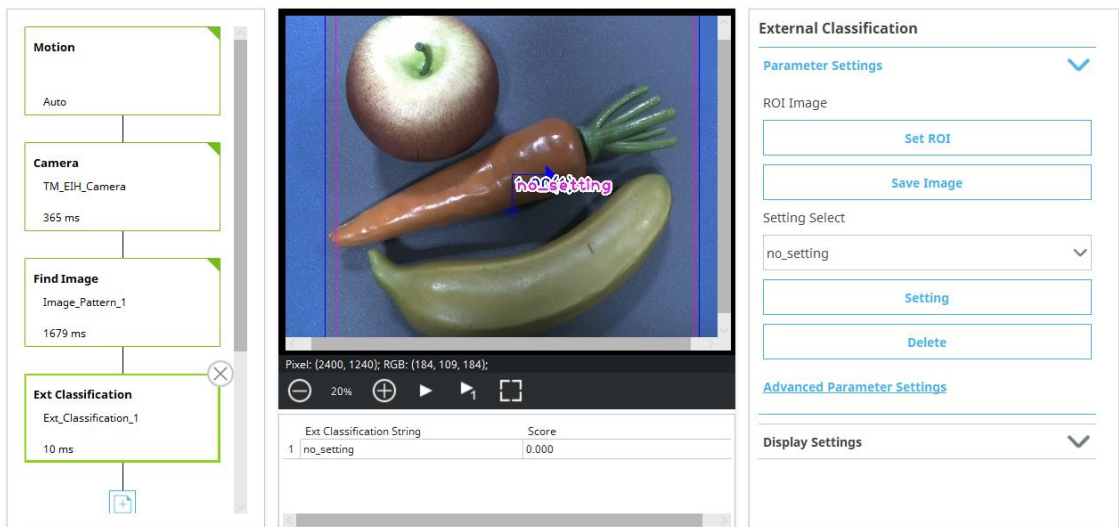 Motion
Auto
Camera
TM_EIH_Camera
365 ms
Find Image
Image_Pattern_1
1679 ms
Ext Classification
Ext_Classification_1
10 ms
no_setting
Pixel: (2400, 1240); RGB: (184, 109, 184);
20%
1
Ext Classification String Score
1 no_setting 0.000
External Classification
Parameter Settings
ROI Image
Set ROI
Save Image
Setting Select
no_setting
Setting
Delete
Advanced Parameter Settings
Display Settings